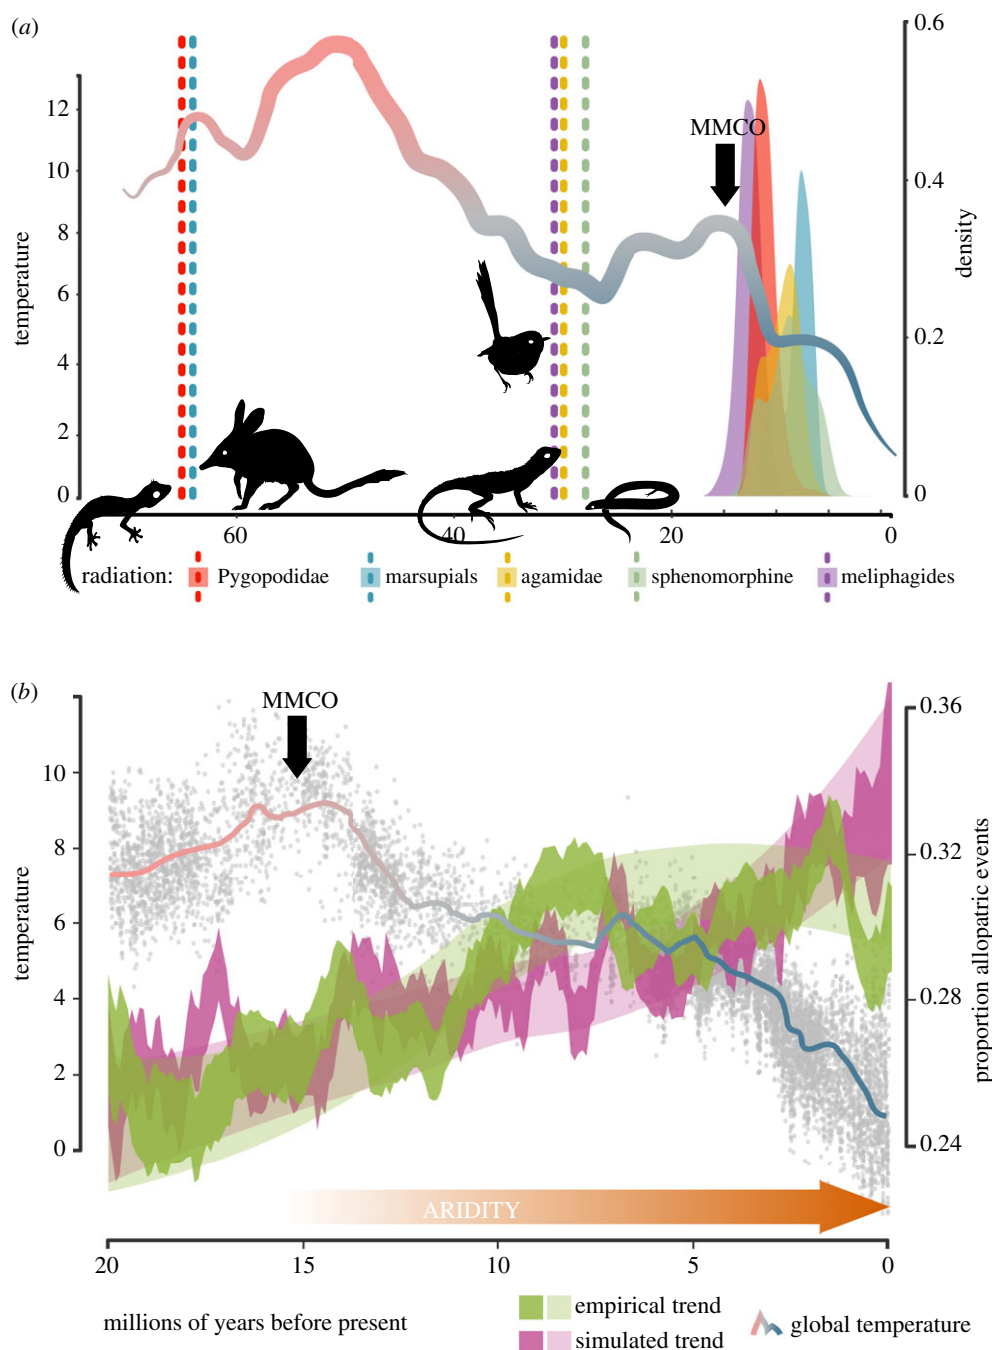 (a)
0.6
12
MMCO
10
0.4
8
temperature
density
6
4
0.2
2
0
0
60
40
20
0
radiation: Pygopodidae marsupials agamidae sphenomorphine meliphagides
(b)
MMCO
0.36
10
8
0.32
temperature
6
proportion allopatric events
4
0.28
2
0
0.24
ARIDITY
20
15
10
5
0
millions of years before present
empirical trend
simulated trend
global temperature